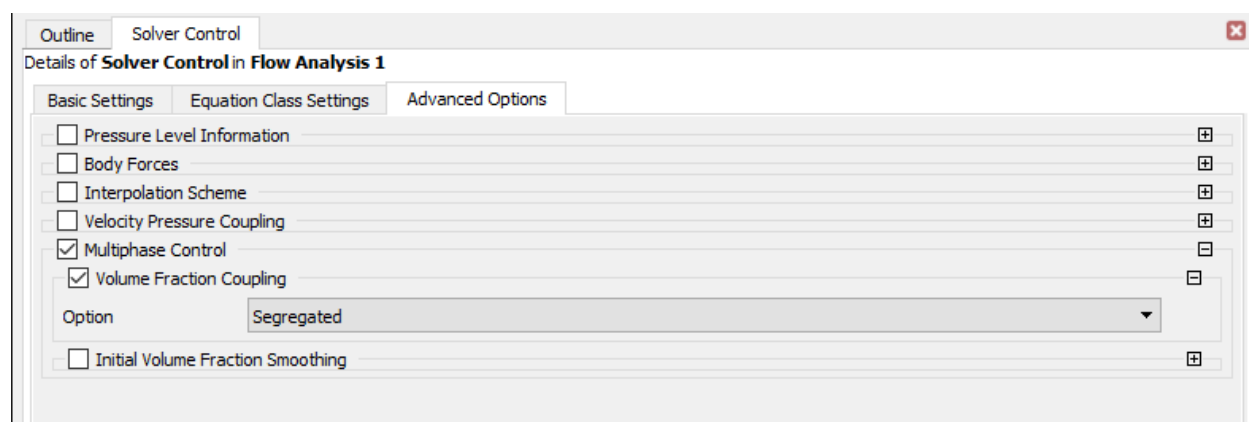 Outline Solver Control
Details of Solver Control in Flow Analysis 1
Basic Settings Equation Class Settings Advanced Options
Pressure Level Information
Body Forces
Interpolation Scheme
Velocity Pressure Coupling
Multiphase Control
Volume Fraction Coupling
Option Segregated
Initial Volume Fraction Smoothing